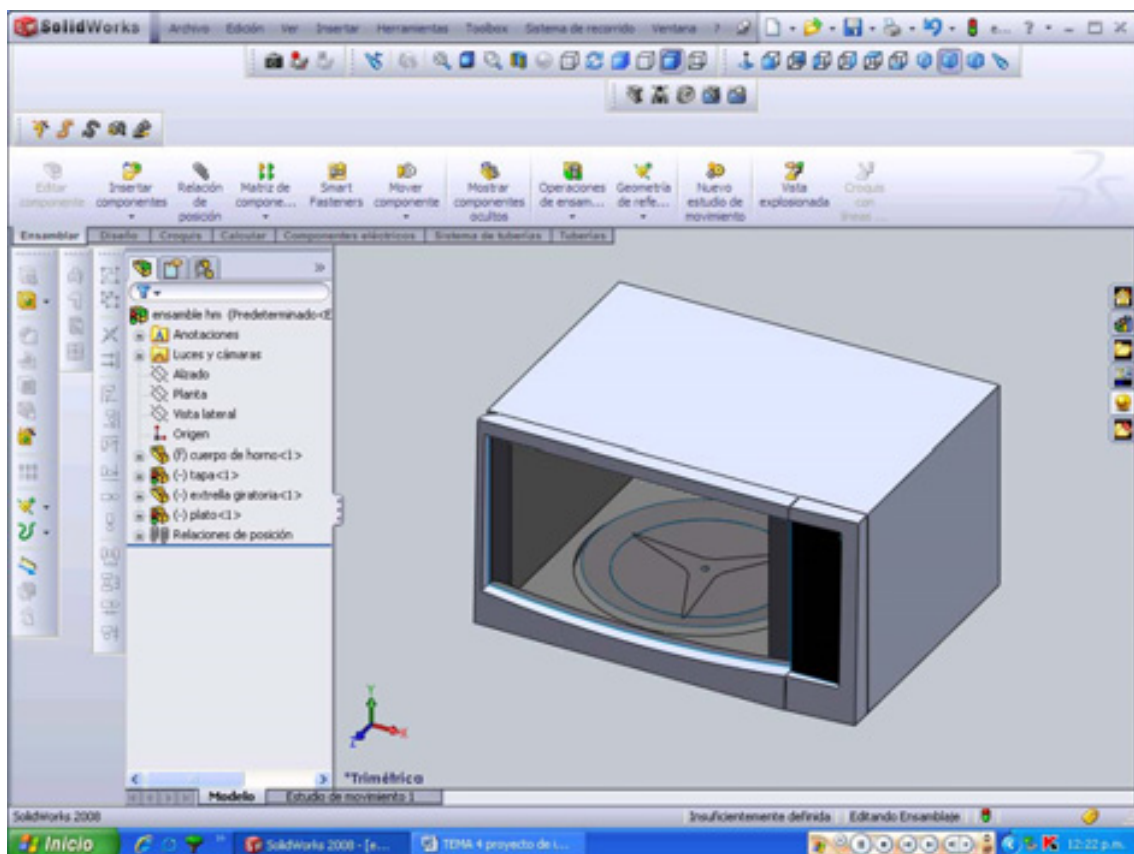 SolidWorks Archivo Edición Ver Insertar Herramientas Toolbox Sistema de recorrido Ventana ? e... ?
Editar componente
Insertar componentes
Relación de posición
Matriz de compone...
Smart Fasteners
Mover componente
Mostrar componentes ocultos
Operaciones de ensam...
Geometría de refe...
Nuevo estudio de movimiento
Vista explosionada
Croquis con líneas ...
Ensamblar Diseño Croquis Calcular Componentes eléctricos Sistema de tuberías Tuberías
ensamble hm (Predeterminado<E
Anotaciones
Luces y cámaras
Alzado
Planta
Vista lateral
Origen
(f) cuerpo de horno<1>
(-) tapa<1>
(-) extrella giratoria<1>
(-) plato<1>
Relaciones de posición
Y
X
Z
*Trimétrica
Modelo Estudio de movimiento 1
SolidWorks 2008 Insuficientemente definida Editando Ensamblaje
Inicio SolidWorks 2008 - [e... TEMA 4 proyecto de i... 12:22 p.m.